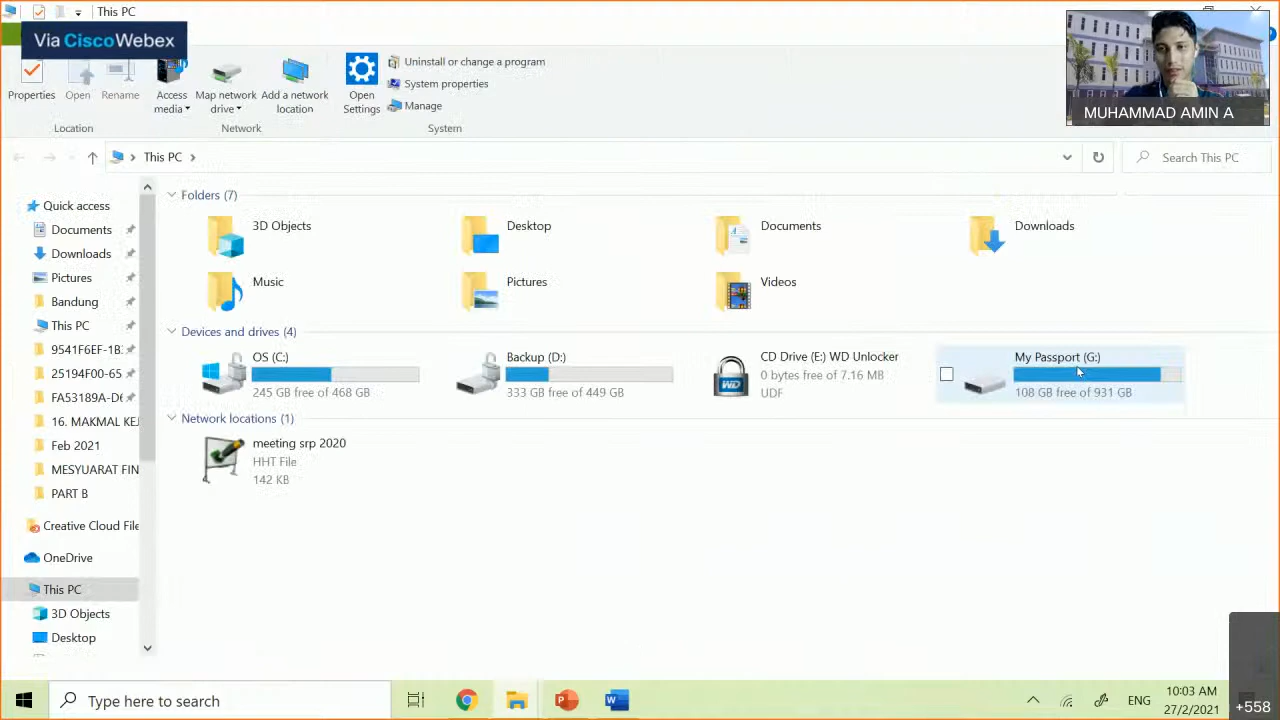 This PC
Via CiscoWebex
Properties
Open
Rename
Access media
Map network drive
Add a network location
Open Settings
Uninstall or change a program
System properties
Manage
Location
Network
System
MUHAMMAD AMIN A
This PC
Search This PC
Quick access
Documents
Downloads
Pictures
Bandung
This PC
9541F6EF-1B
25194F00-65
FA53189A-D6
16. MAKMAL KEJ
Feb 2021
MESYUARAT FIN
PART B
Creative Cloud File
OneDrive
This PC
3D Objects
Desktop
Folders (7)
3D Objects
Desktop
Documents
Downloads
Music
Pictures
Videos
Devices and drives (4)
OS (C:)
245 GB free of 468 GB
Backup (D:)
333 GB free of 449 GB
CD Drive (E:) WD Unlocker
0 bytes free of 7.16 MB
UDF
WD
My Passport (G:)
108 GB free of 931 GB
Network locations (1)
meeting srp 2020
HHT File
142 KB
Type here to search
ENG
10:03 AM
27/2/2021
+558